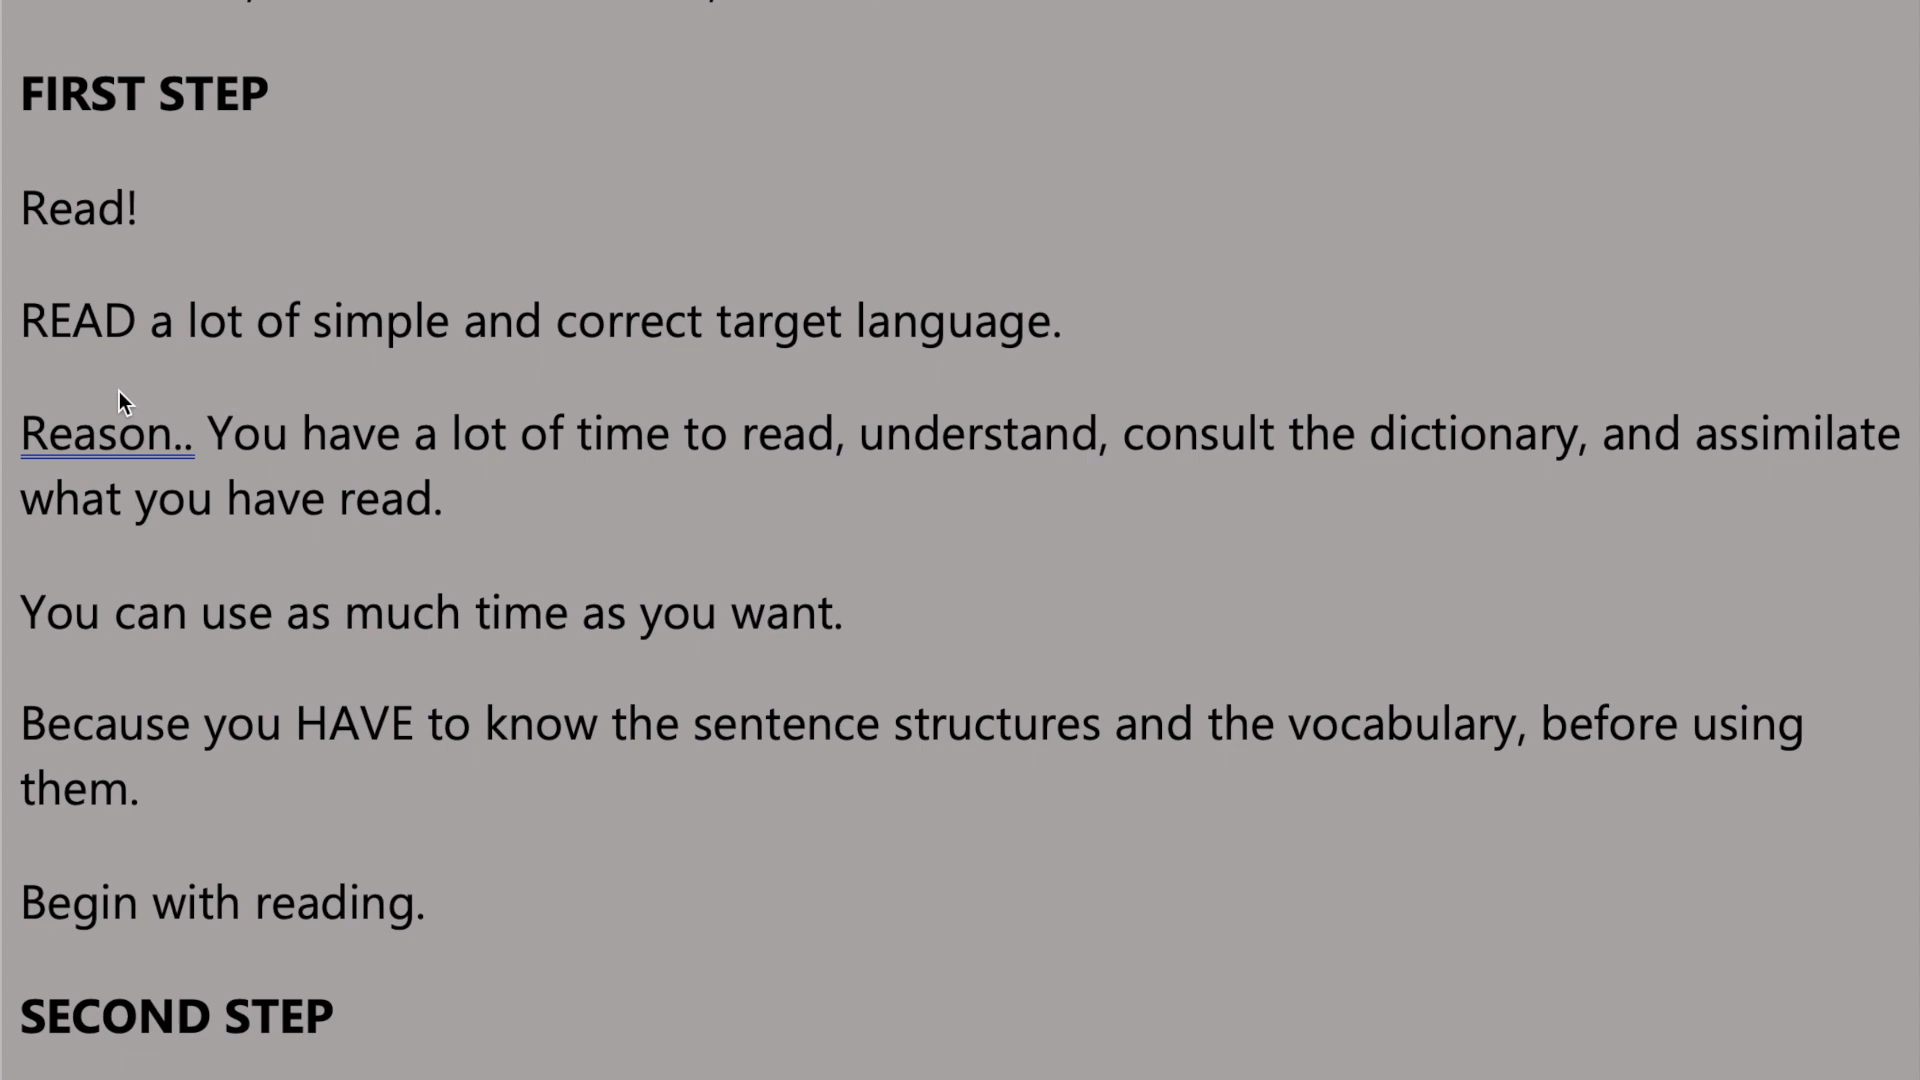 FIRST STEP
Read!
READ a lot of simple and correct target language.
Reason.. You have a lot of time to read, understand, consult the dictionary, and assimilate
what you have read.
You can use as much time as you want.
Because you HAVE to know the sentence structures and the vocabulary, before using
them.
Begin with reading.
SECOND STEP